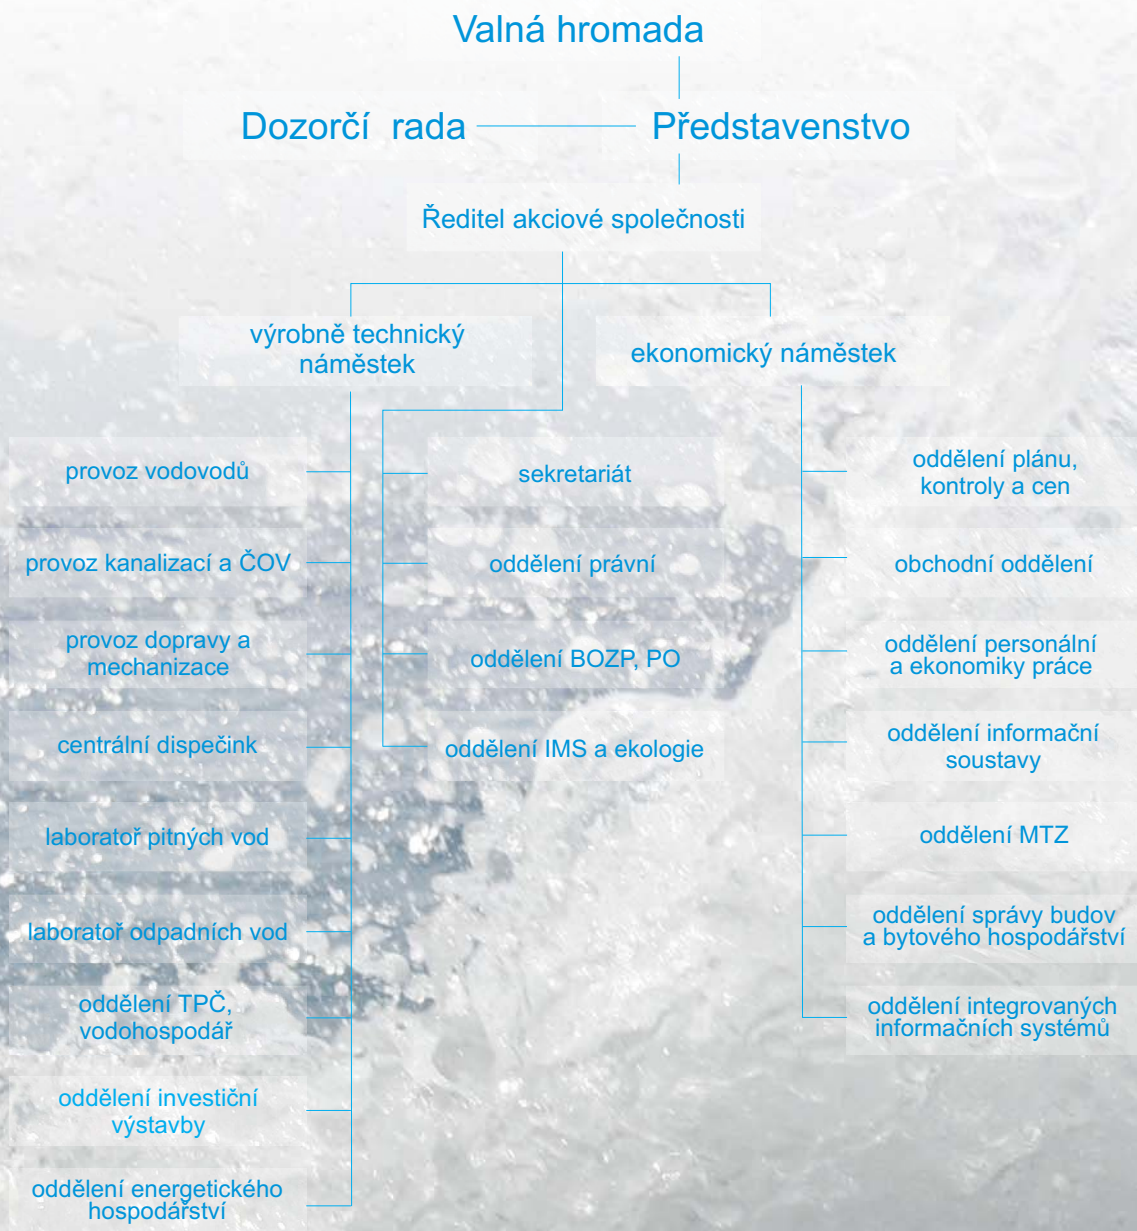 Valná hromada
Dozorčí rada
Představenstvo
Ředitel akciové společnosti
výrobně technický
náměstek
ekonomický náměstek
provoz vodovodů
provoz kanalizací a ČOV
provoz dopravy a
mechanizace
centrální dispečink
laboratoř pitných vod
laboratoř odpadních vod
oddělení TPČ,
vodohospodář
oddělení investiční
výstavby
oddělení energetického
hospodářství
sekretariát
oddělení právní
oddělení BOZP, PO
oddělení IMS a ekologie
oddělení plánu,
kontroly a cen
obchodní oddělení
oddělení personální
a ekonomiky práce
oddělení informační
soustavy
oddělení MTZ
oddělení správy budov
a bytového hospodářství
oddělení integrovaných
informačních systémů